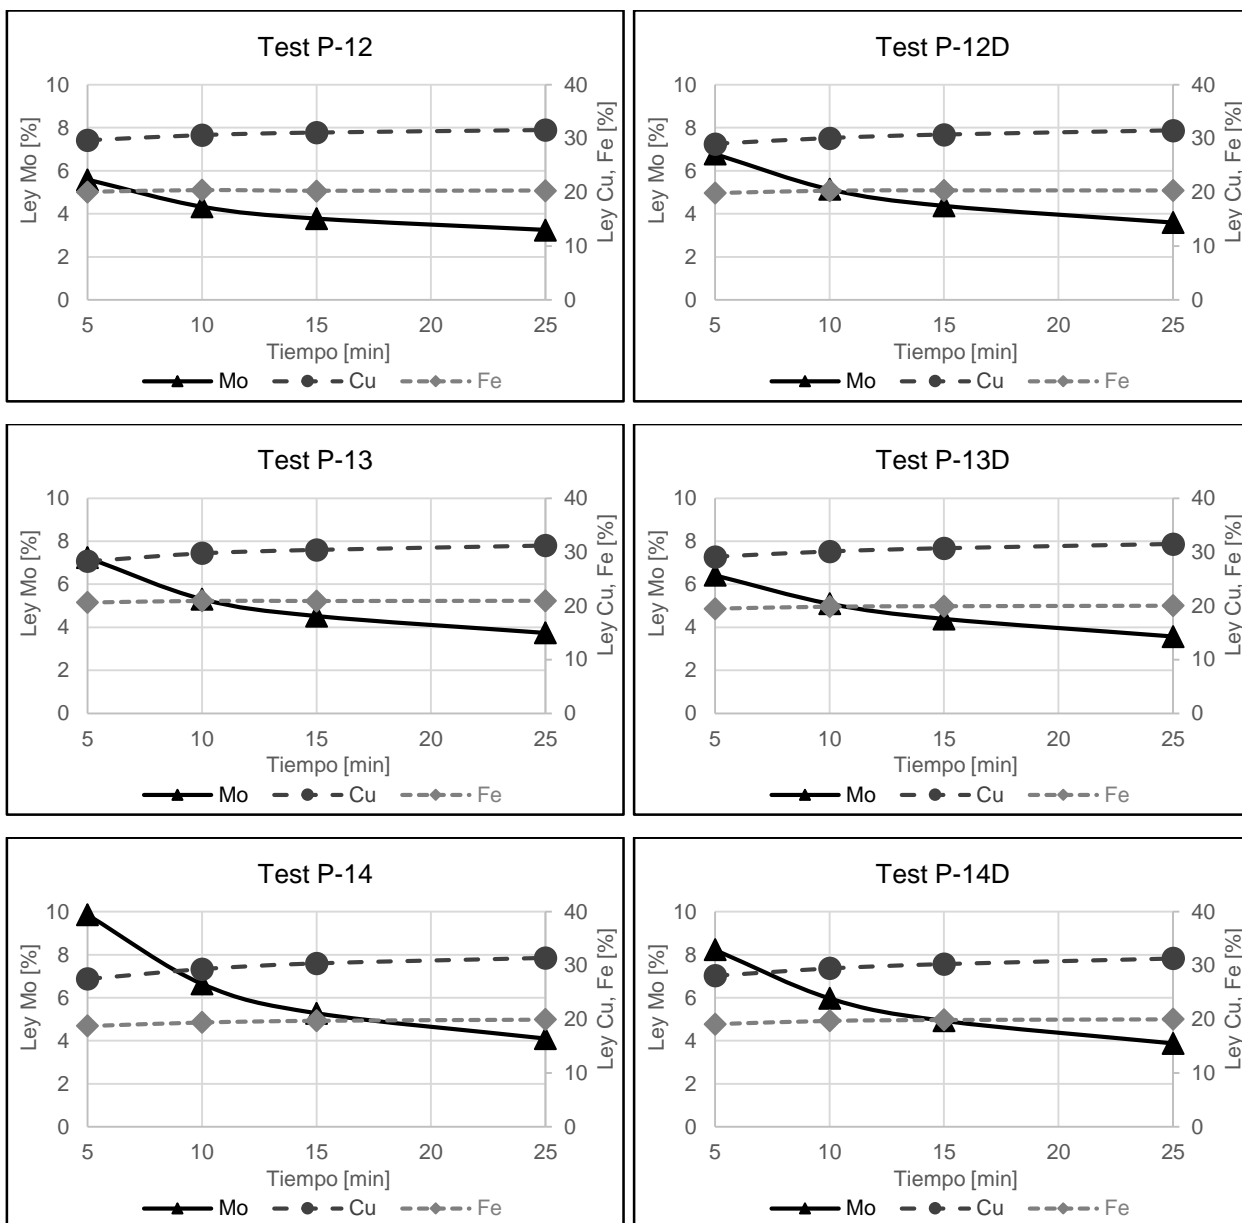 Test P-12
10
8
6
4
2
0
Ley Mo [%]
40
30
20
10
0
Ley Cu, Fe [%]
5 10 15 20 25
Tiempo [min]
Mo Cu Fe
Test P-12D
10
8
6
4
2
0
Ley Mo [%]
40
30
20
10
0
Ley Cu, Fe [%]
5 10 15 20 25
Tiempo [min]
Mo Cu Fe
Test P-13
10
8
6
4
2
0
Ley Mo [%]
40
30
20
10
0
Ley Cu, Fe [%]
5 10 15 20 25
Tiempo [min]
Mo Cu Fe
Test P-13D
10
8
6
4
2
0
Ley Mo [%]
40
30
20
10
0
Ley Cu, Fe [%]
5 10 15 20 25
Tiempo [min]
Mo Cu Fe
Test P-14
10
8
6
4
2
0
Ley Mo [%]
40
30
20
10
0
Ley Cu, Fe [%]
5 10 15 20 25
Tiempo [min]
Mo Cu Fe
Test P-14D
10
8
6
4
2
0
Ley Mo [%]
40
30
20
10
0
Ley Cu, Fe [%]
5 10 15 20 25
Tiempo [min]
Mo Cu Fe